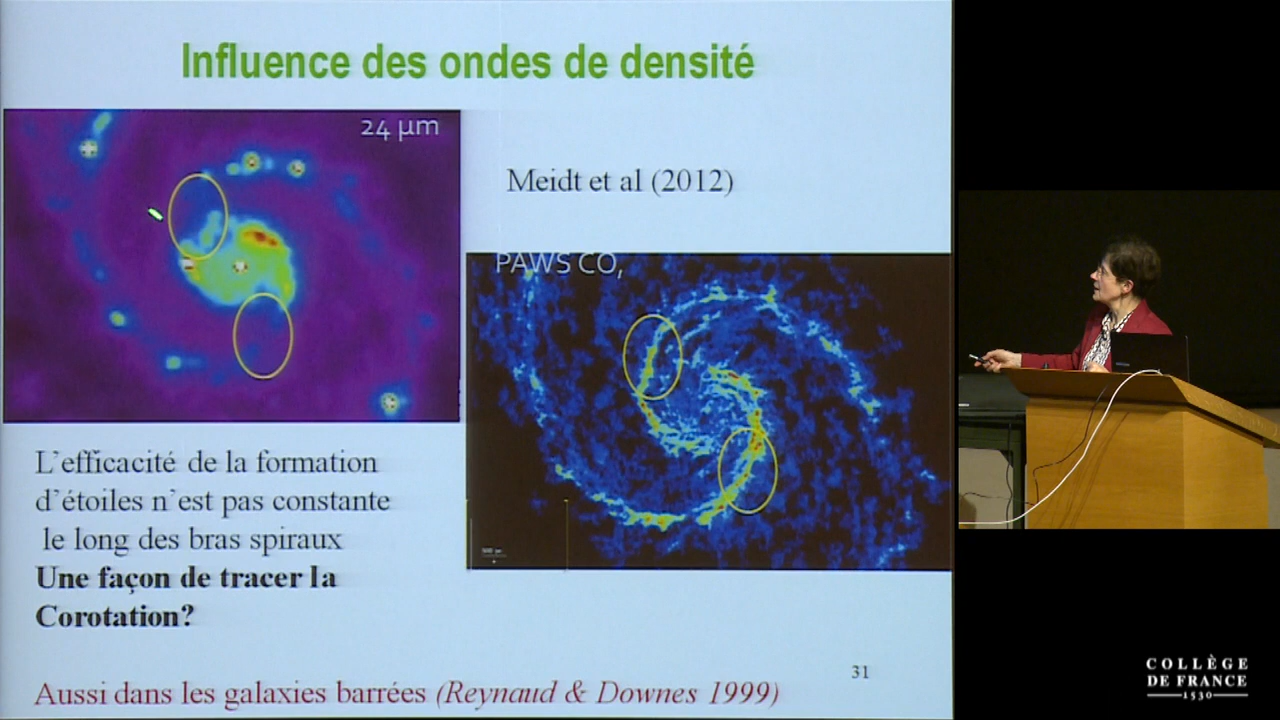 Influence des ondes de densité
24 µm
Meidt et al (2012)
PAWS CO,
L'efficacité de la formation
d'étoiles n'est pas constante
le long des bras spiraux
Une façon de tracer la
Corotation?
31
Aussi dans les galaxies barrées (Reynaud & Downes 1999)
COLLÈGE
DE FRANCE
1530